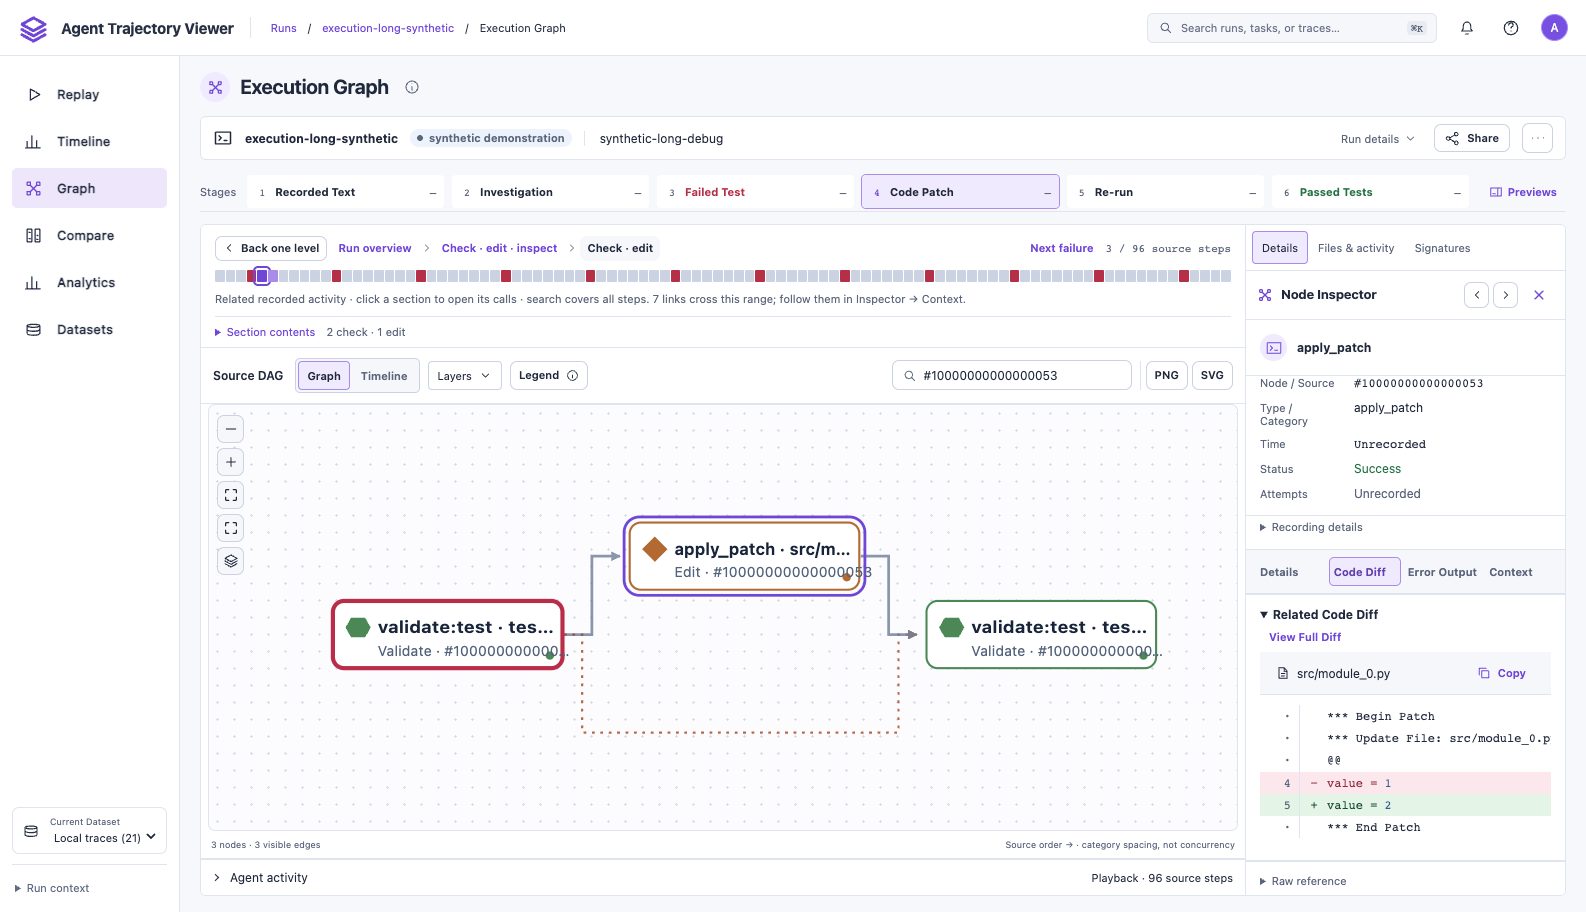 Agent Trajectory Viewer
Runs / execution-long-synthetic / Execution Graph
Search runs, tasks, or traces... ⌘K
A
Replay
Timeline
Graph
Compare
Analytics
Datasets
Current Dataset
Local traces (21)
Run context
Execution Graph
execution-long-synthetic synthetic demonstration synthetic-long-debug
Run details Share ...
Stages 1 Recorded Text – 2 Investigation – 3 Failed Test – 4 Code Patch – 5 Re-run – 6 Passed Tests – Previews
Back one level Run overview > Check · edit · inspect > Check · edit
Next failure 3 / 96 source steps
Related recorded activity · click a section to open its calls · search covers all steps. 7 links cross this range; follow them in Inspector → Context.
Section contents 2 check · 1 edit
Source DAG Graph Timeline Layers Legend
#10000000000000053 PNG SVG
apply_patch · src/m...
Edit · #10000000000000053
validate:test · tes...
Validate · #100000000000...
validate:test · tes...
Validate · #100000000000...
3 nodes · 3 visible edges
Source order → · category spacing, not concurrency
Agent activity
Playback · 96 source steps
Details Files & activity Signatures
Node Inspector
apply_patch
Node / Source #10000000000000053
Type / Category apply_patch
Time Unrecorded
Status Success
Attempts Unrecorded
Recording details
Details Code Diff Error Output Context
Related Code Diff
View Full Diff
src/module_0.py Copy
· *** Begin Patch
· *** Update File: src/module_0.p
· @@
4 - value = 1
5 + value = 2
· *** End Patch
Raw reference